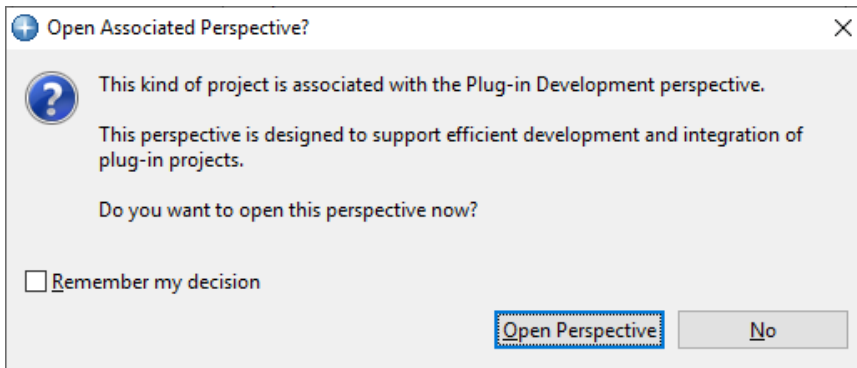 Open Associated Perspective?
This kind of project is associated with the Plug-in Development perspective.
This perspective is designed to support efficient development and integration of
plug-in projects.
Do you want to open this perspective now?
Remember my decision
Open Perspective
No